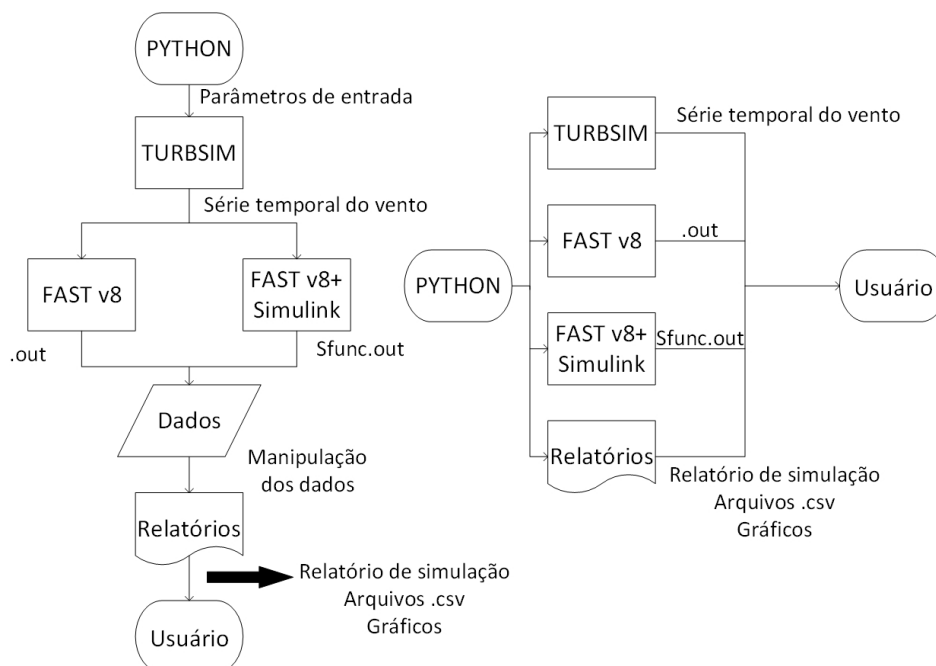 PYTHON
Parâmetros de entrada
TURBSIM
Série temporal do vento
FAST v8
FAST v8+
Simulink
.out
Sfunc.out
Dados
Manipulação
dos dados
Relatórios
Relatório de simulação
Arquivos .csv
Gráficos
Usuário
PYTHON
TURBSIM
Série temporal do vento
FAST v8
.out
FAST v8+
Simulink
Sfunc.out
Relatórios
Relatório de simulação
Arquivos .csv
Gráficos
Usuário